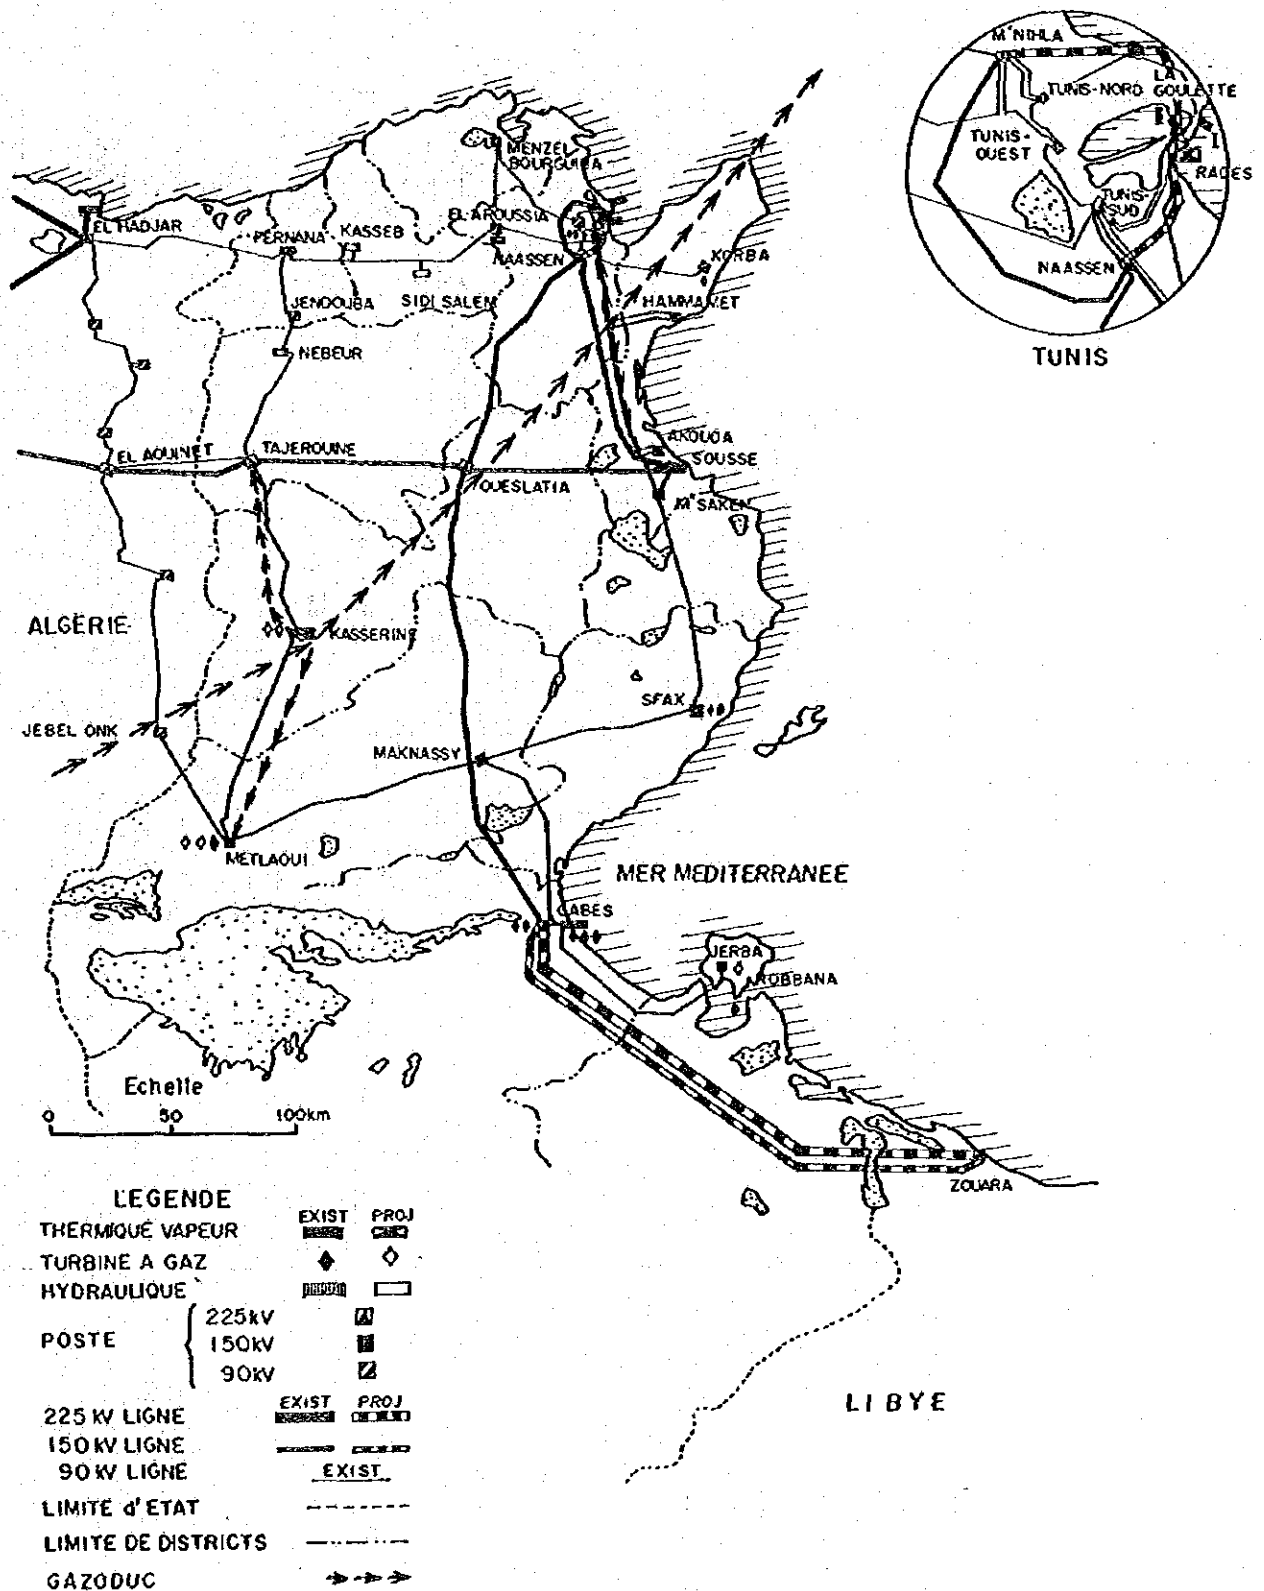 M'NIHLA
TUNIS-NORD
LA
GOULETTE
TUNIS-
OUEST
RADES
TUNIS
SUD
NAASSEN
TUNIS
MENZEL
BOURGUIBA
EL HADJAR
FERNANA
KASSEB
EL AROUSSIA
NAASSEN
KORBA
JENDOUBA
SIDI SALEM
HAMMAMET
NEBEUR
EL AOUINET
TAJEROUINE
AKOUDA
SOUSSE
OUESLATIA
M'SAKEN
ALGÉRIE
KASSERINE
SFAX
JEBEL ONK
MAKNASSY
METLAOUI
MER MEDITERRANEE
GABES
JERBA
ROBBANA
Echelle
0 50 100km
ZOUARA
LIBYE
LEGENDE
EXIST PROJ
THERMIQUE VAPEUR
TURBINE A GAZ
HYDRAULIQUE
POSTE
225kV
150kV
90kV
EXIST PROJ
225 KV LIGNE
150 KV LIGNE
90 KV LIGNE EXIST
LIMITE d'ETAT
LIMITE DE DISTRICTS
GAZODUC